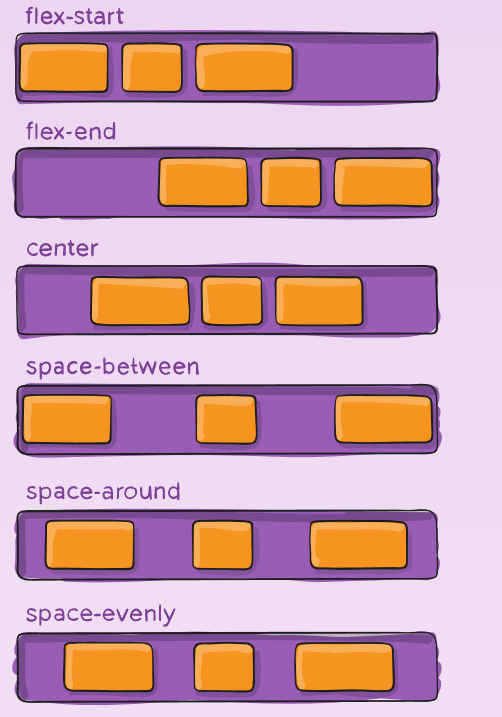 flex-start
flex-end
center
space-between
space-around
space-evenly